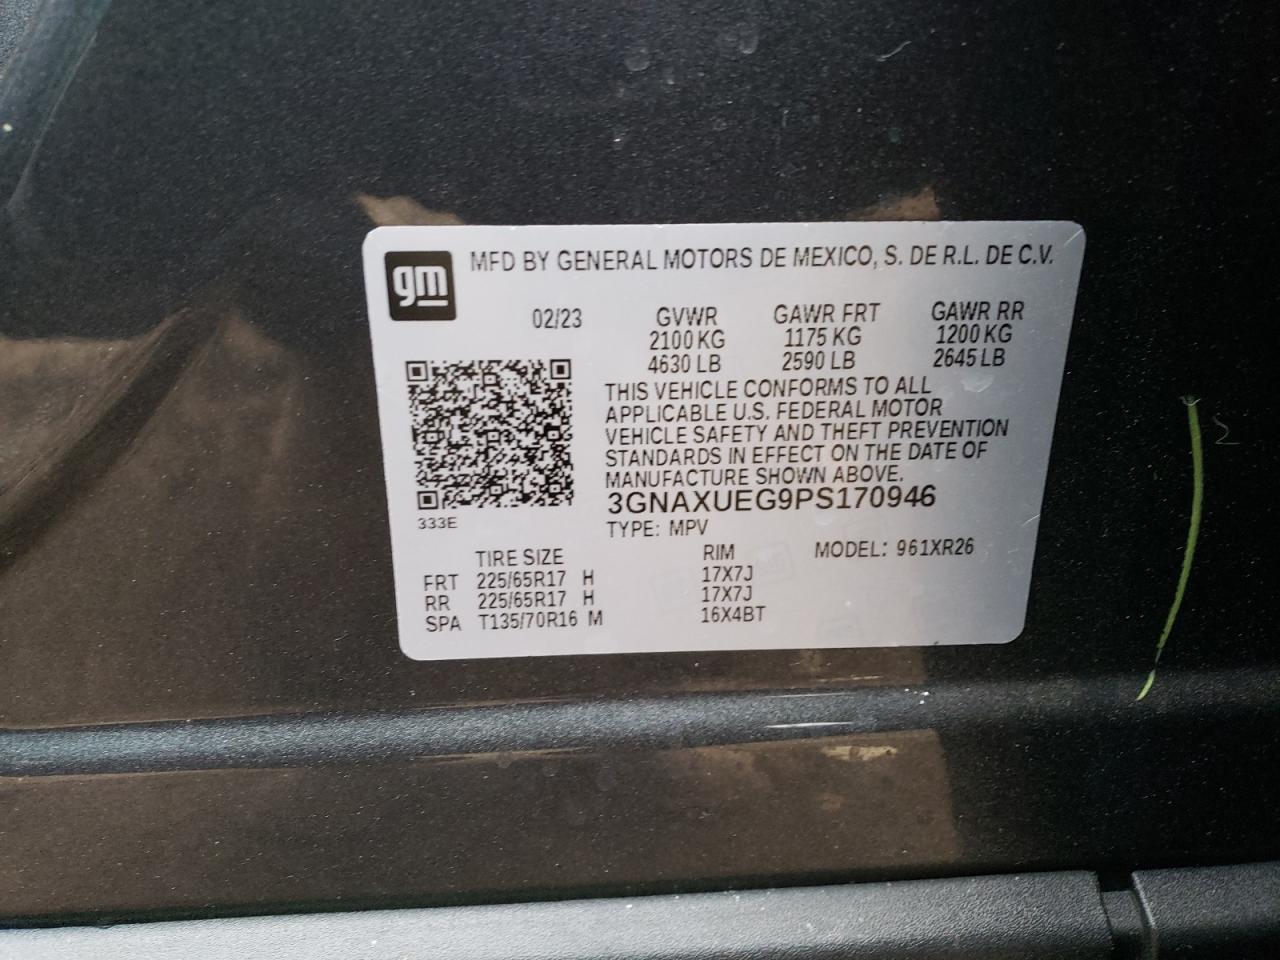 gm
MFD BY GENERAL MOTORS DE MEXICO, S. DE R.L. DE C.V.
02/23 GVWR GAWR FRT GAWR RR
2100 KG 1175 KG 1200 KG
4630 LB 2590 LB 2645 LB
THIS VEHICLE CONFORMS TO ALL
APPLICABLE U.S. FEDERAL MOTOR
VEHICLE SAFETY AND THEFT PREVENTION
STANDARDS IN EFFECT ON THE DATE OF
MANUFACTURE SHOWN ABOVE.
3GNAXUEG9PS170946
333E
TYPE: MPV
TIRE SIZE RIM MODEL: 961XR26
FRT 225/65R17 H 17X7J
RR 225/65R17 H 17X7J
SPA T135/70R16 M 16X4BT